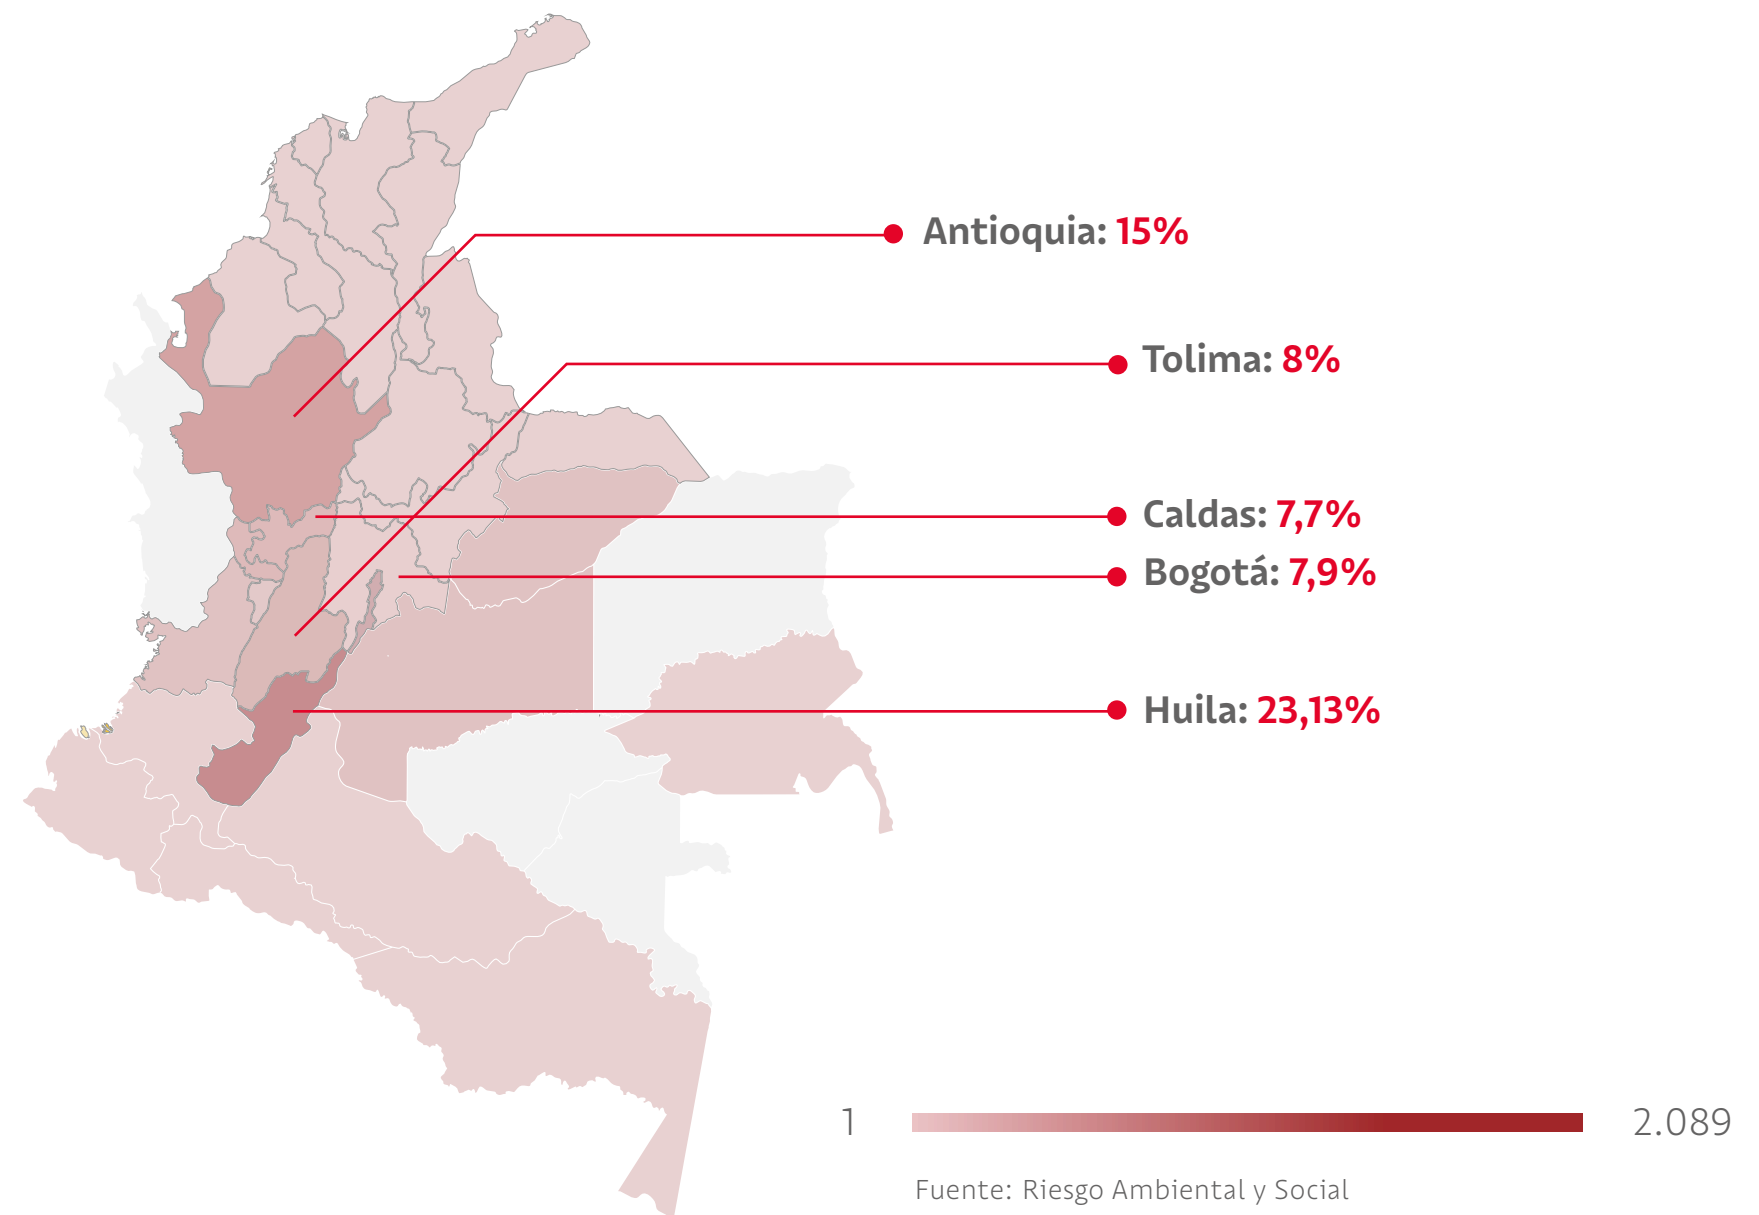 Antioquia: 15%
Tolima: 8%
Caldas: 7,7%
Bogotá: 7,9%
Huila: 23,13%
1
2.089
Fuente: Riesgo Ambiental y Social